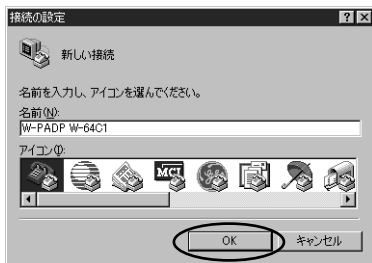 接続の設定
新しい接続
名前を入力し、アイコンを選んでください。
名前(N):
W-PADP W-64C1
アイコン(I):
MCI
OK
キャンセル